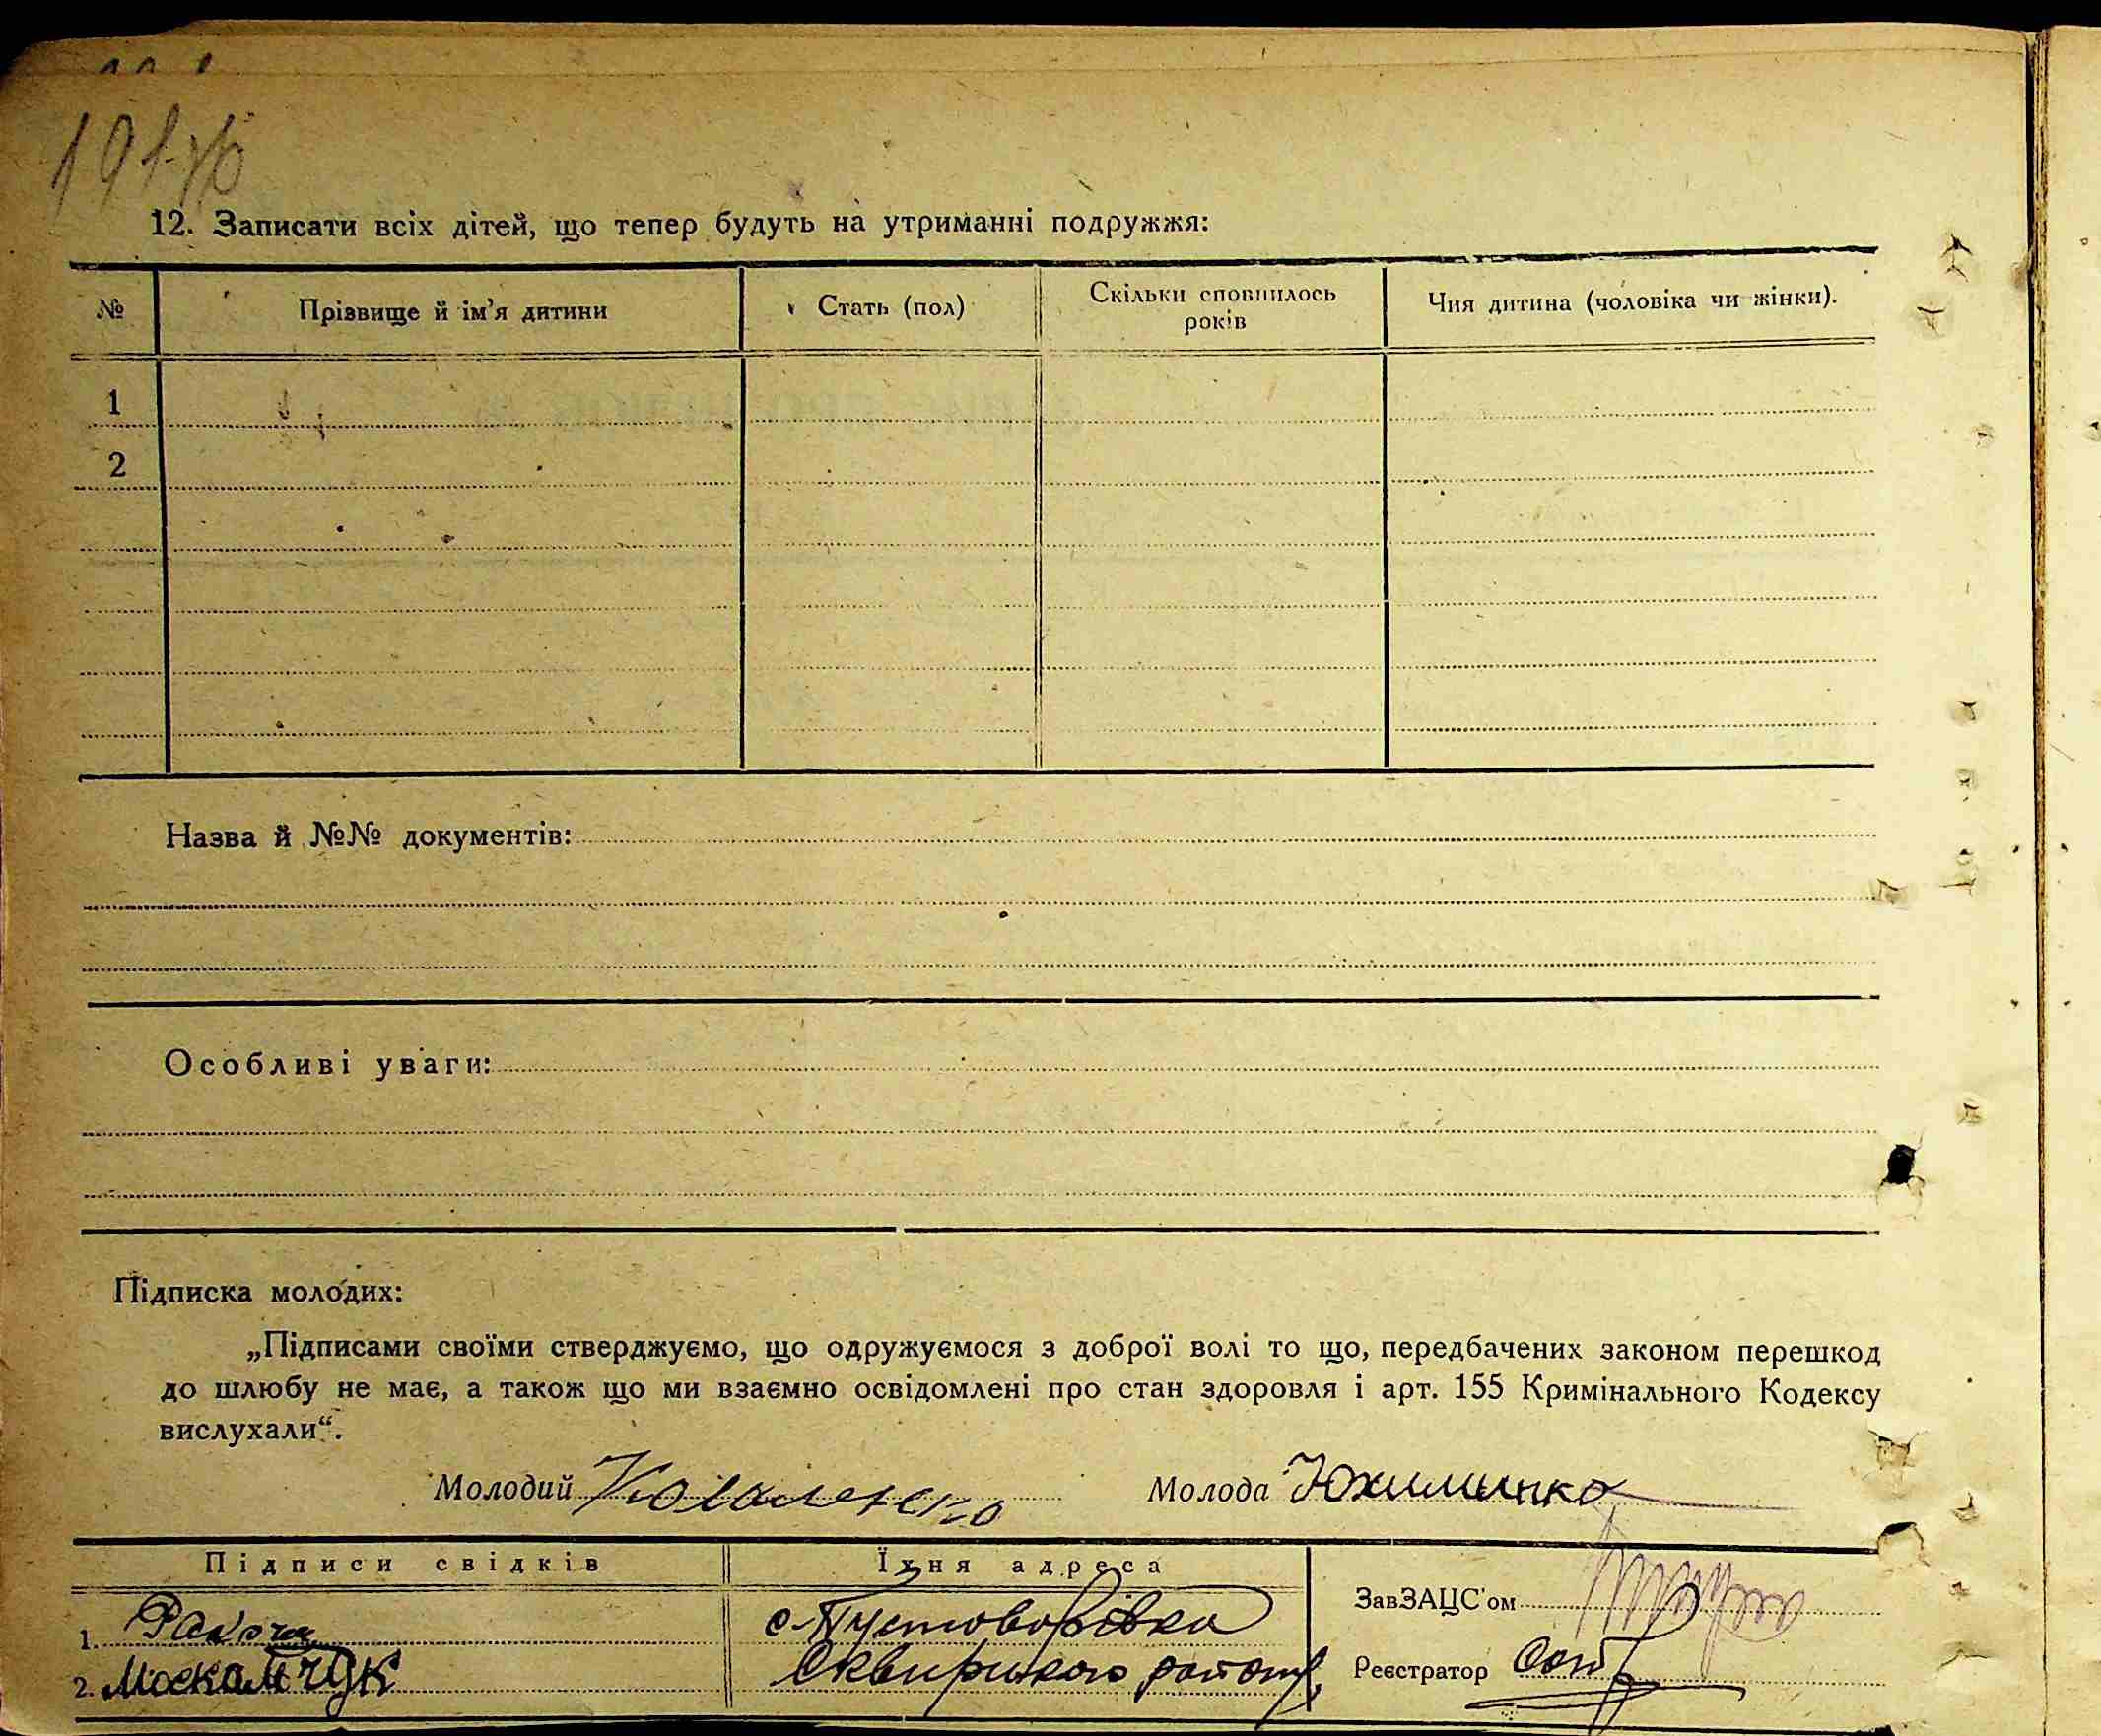 12. Записати всіх дітей, що тепер будуть на утриманні подружжя:
№ Прізвище й ім'я дитини Стать (пол) Скільки сповнилось років Чия дитина (чоловіка чи жінки).
1
2
Назва й №№ документів:
Особливі уваги:
Підписка молодих:
„Підписами своїми стверджуємо, що одружуємося з доброї волі то що, передбачених законом перешкод
до шлюбу не має, а також що ми взаємно освідомлені про стан здоровля і арт. 155 Кримінального Кодексу
вислухали“.
Молодий Коваленко Молода Юхименко
Підписи свідків Їхня адреса ЗавЗАЦС'ом
1. с. Пустоворівка
2. Москальчук Сквирського району Реєстратор